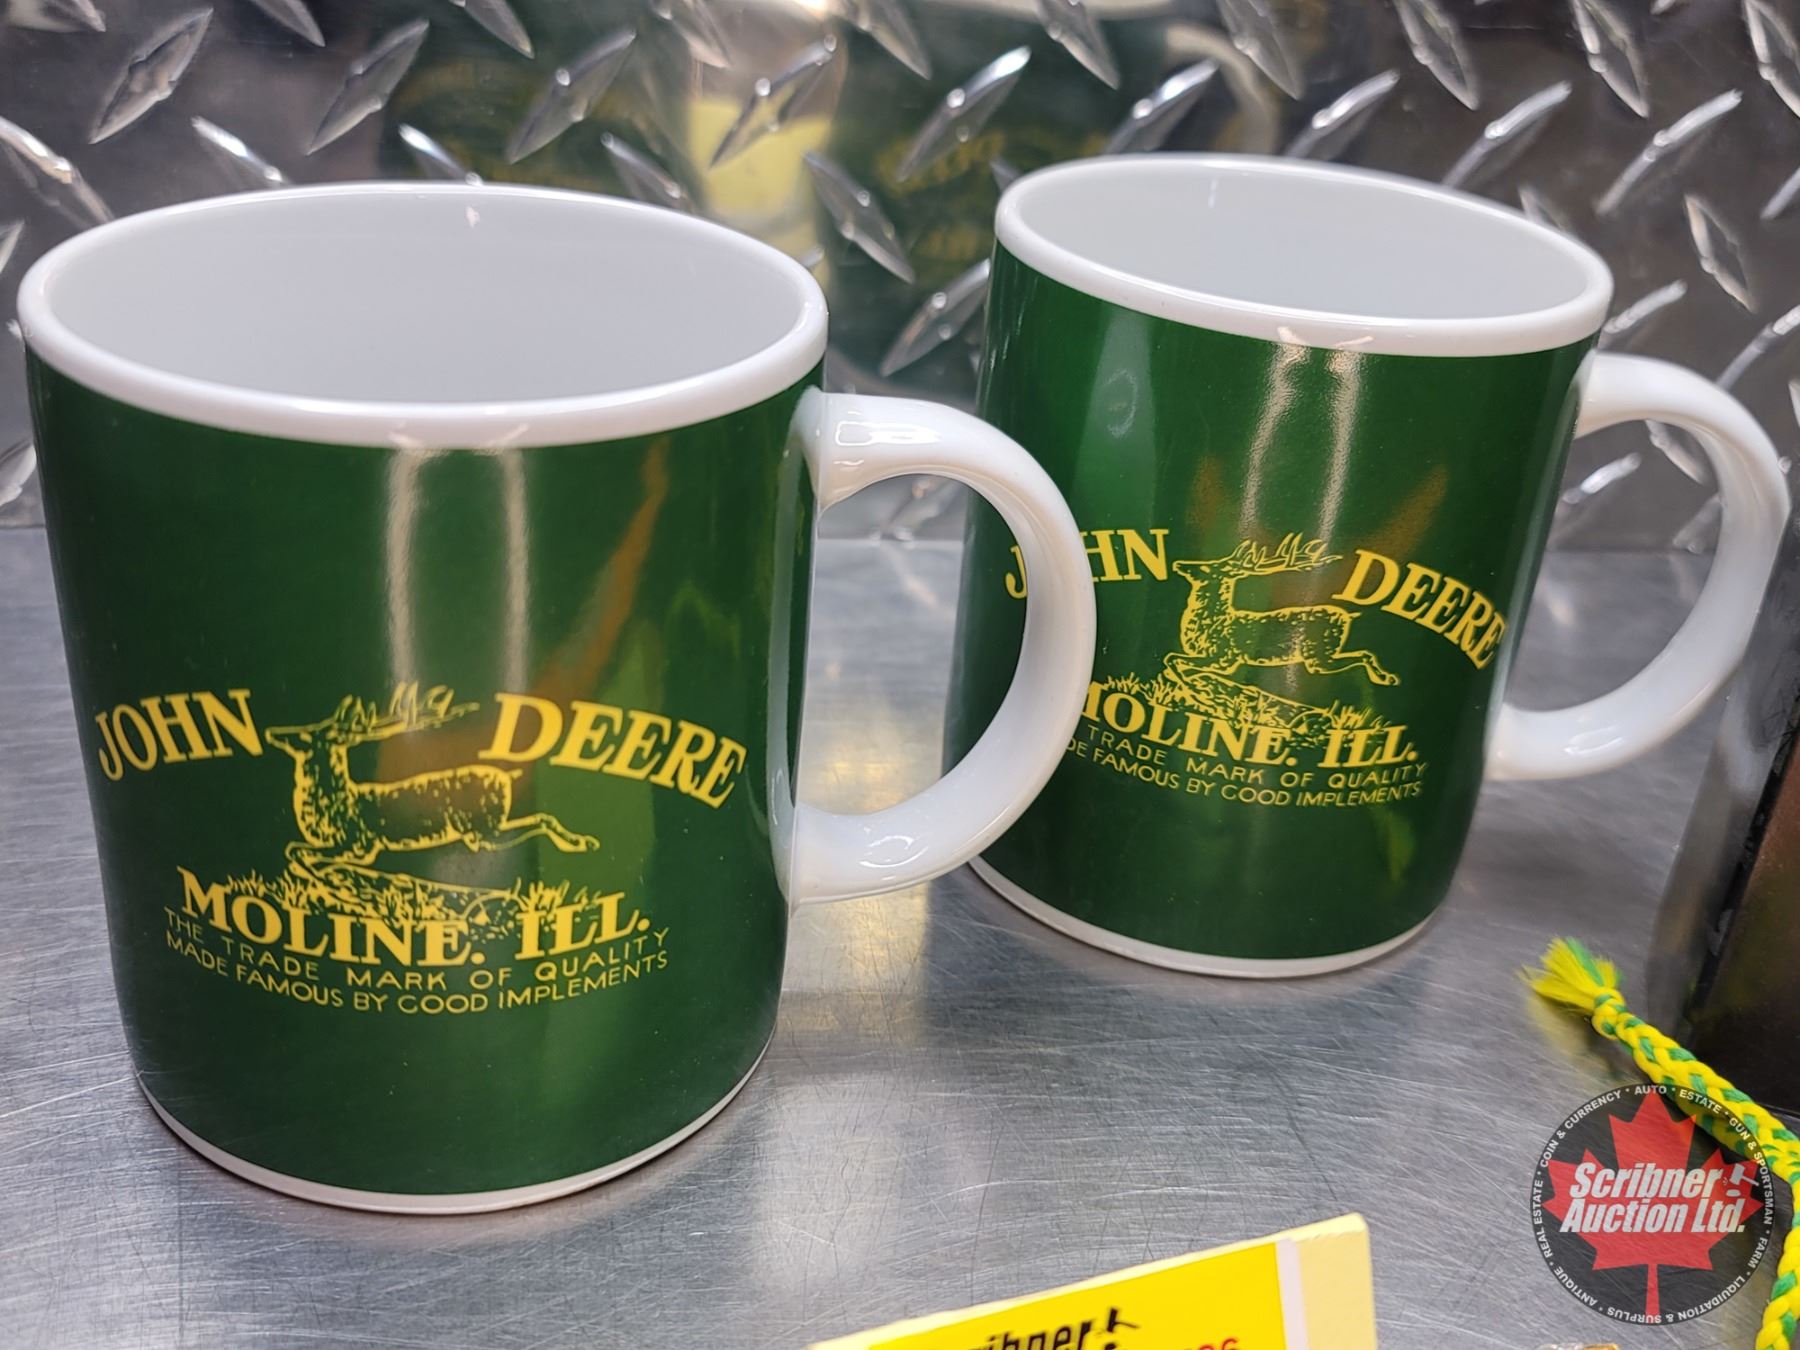 JOHN DEERE
MOLINE. ILL.
THE TRADE MARK OF QUALITY
MADE FAMOUS BY GOOD IMPLEMENTS
JOHN DEERE
MOLINE. ILL.
TRADE MARK OF QUALITY
FAMOUS BY GOOD IMPLEMENTS
ANTIQUE • REAL ESTATE • COIN & CURRENCY • AUTO • ESTATE • GUN & SPORTSMAN • FARM • LIQUIDATION & SURPLUS •
Scribner
Auction Ltd.